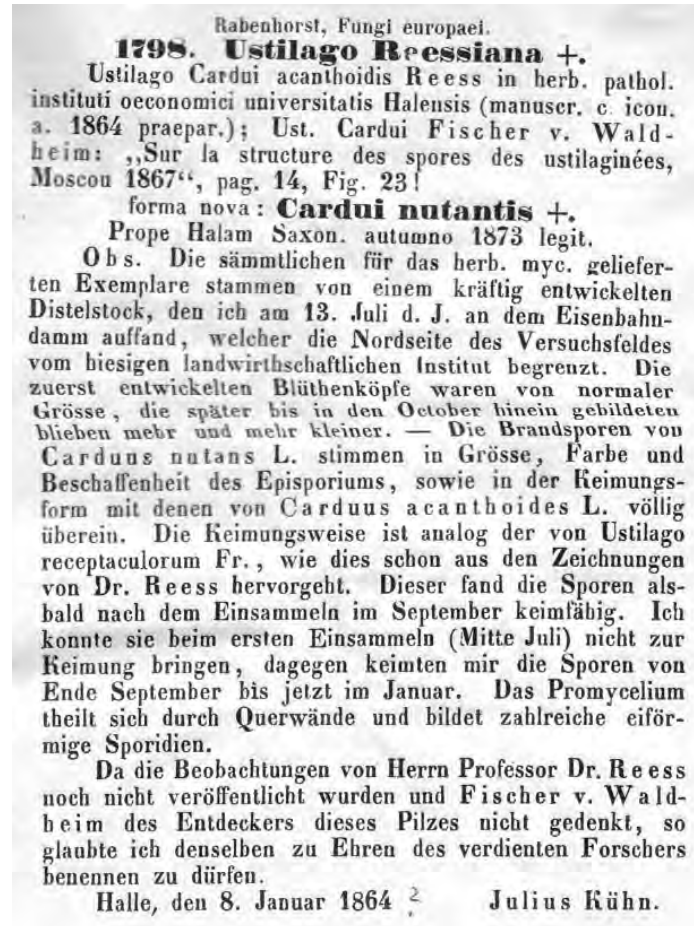 Rabenhorst, Fungi europaei.
1798. Ustilago Reessiana +.
Ustilago Cardui acanthoidis Reess in herb. pathol.
instituti oeconomici universitatis Halensis (manuscr. c. icon.
a. 1864 praepar.); Ust. Cardui Fischer v. Wald-
heim: „Sur la structure des spores des ustilaginées,
Moscou 1867“, pag. 14, Fig. 23!
forma nova: Cardui nutantis +.
Prope Halam Saxon. autumno 1873 legit.
Obs. Die sämmtlichen für das herb. myc. geliefer-
ten Exemplare stammen von einem kräftig entwickelten
Distelstock, den ich am 13. Juli d. J. an dem Eisenbahn-
damm auffand, welcher die Nordseite des Versuchsfeldes
vom hiesigen landwirthschaftlichen Institut begrenzt. Die
zuerst entwickelten Blüthenköpfe waren von normaler
Grösse, die später bis in den October hinein gebildeten
blieben mehr und mehr kleiner. — Die Brandsporen von
Carduus nutans L. stimmen in Grösse, Farbe und
Beschaffenheit des Episporiums, sowie in der Keimungs-
form mit denen von Carduus acanthoides L. völlig
überein. Die Keimungsweise ist analog der von Ustilago
receptaculorum Fr., wie dies schon aus den Zeichnungen
von Dr. Reess hervorgeht. Dieser fand die Sporen als-
bald nach dem Einsammeln im September keimfähig. Ich
konnte sie beim ersten Einsammeln (Mitte Juli) nicht zur
Keimung bringen, dagegen keimten mir die Sporen von
Ende September bis jetzt im Januar. Das Promycelium
theilt sich durch Querwände und bildet zahlreiche eiför-
mige Sporidien.
Da die Beobachtungen von Herrn Professor Dr. Reess
noch nicht veröffentlicht wurden und Fischer v. Wald-
heim des Entdeckers dieses Pilzes nicht gedenkt, so
glaubte ich denselben zu Ehren des verdienten Forschers
benennen zu dürfen.
Halle, den 8. Januar 1864 ? Julius Kühn.